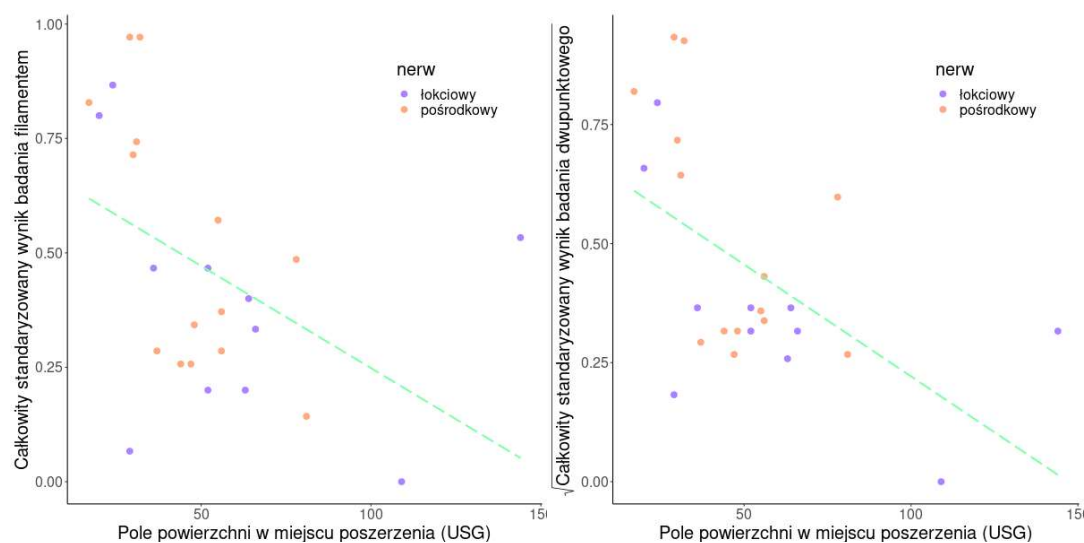 Całkowity standaryzowany wynik badania filamentem
1.00
0.75
0.50
0.25
0.00
50
100
150
Pole powierzchni w miejscu poszerzenia (USG)
nerw
łokciowy
pośrodkowy
√Całkowity standaryzowany wynik badania dwupunktowego
0.75
0.50
0.25
0.00
50
100
150
Pole powierzchni w miejscu poszerzenia (USG)
nerw
łokciowy
pośrodkowy